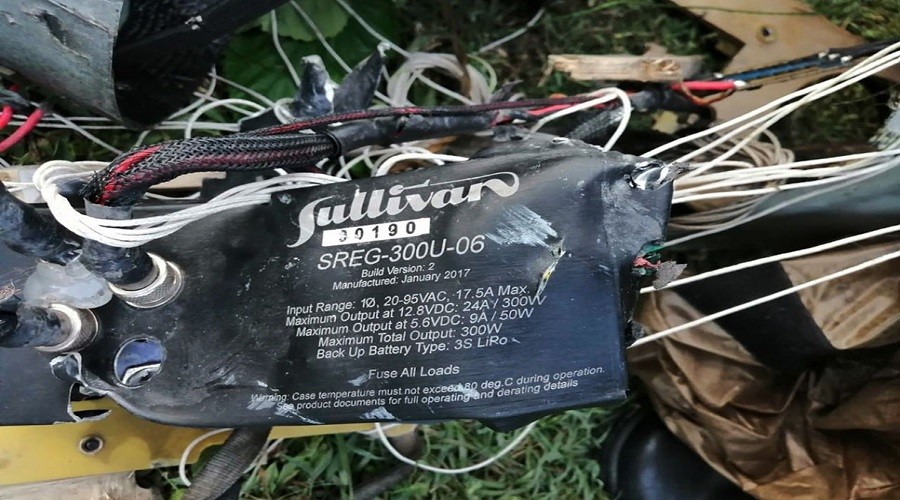 Sullivan
00190
SREG-300U-06
Build Version: 2
Manufactured: January 2017
Input Range: 1Ø, 20-95VAC, 17.5A Max.
Maximum Output at 12.8VDC: 24A / 300W
Maximum Output at 5.6VDC: 9A / 50W
Maximum Total Output: 300W
Back Up Battery Type: 3S LiRo
Fuse All Loads
Warning: Case temperature must not exceed 80 deg.C during operation.
See product documents for full operating and derating details